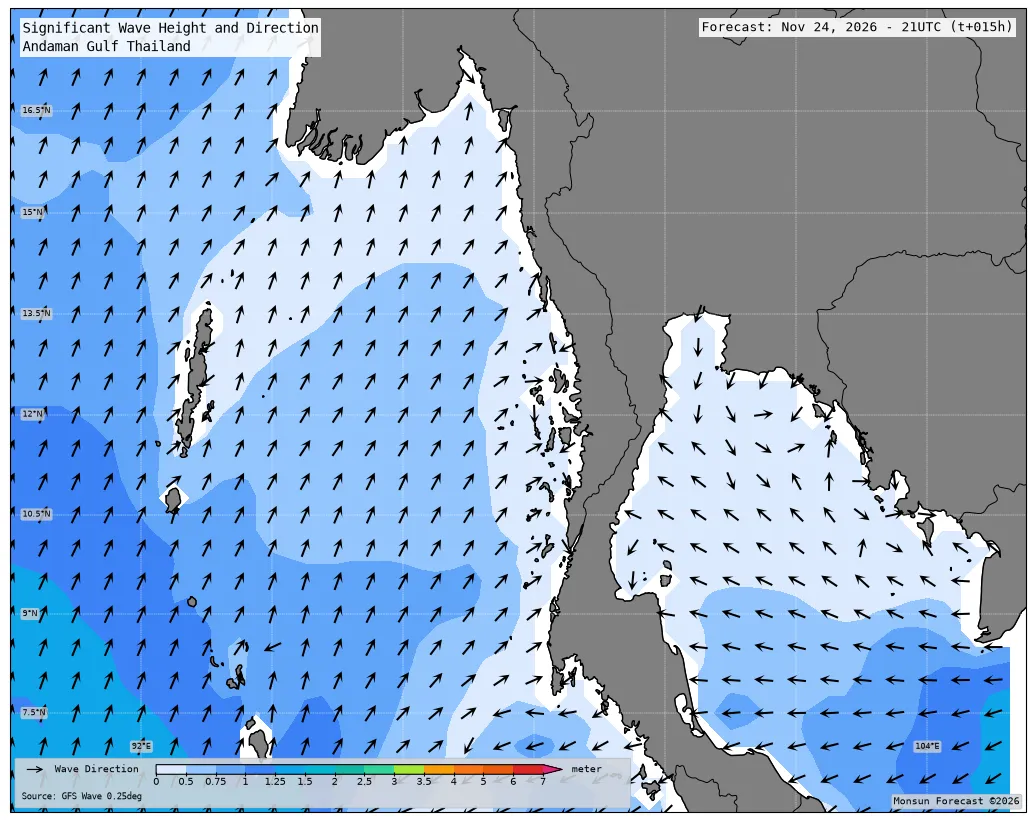 Significant Wave Height and Direction
Andaman Gulf Thailand
Forecast: Nov 24, 2026 - 21UTC (t+015h)
16.5°N
15°N
13.5°N
12°N
10.5°N
9°N
7.5°N
92°E
104°E
Wave Direction
meter
0.5 0.75 1 1.25 1.5 2 2.5 3 3.5 4 5 6 7
Source: GFS Wave 0.25deg
Monsun Forecast ©2026